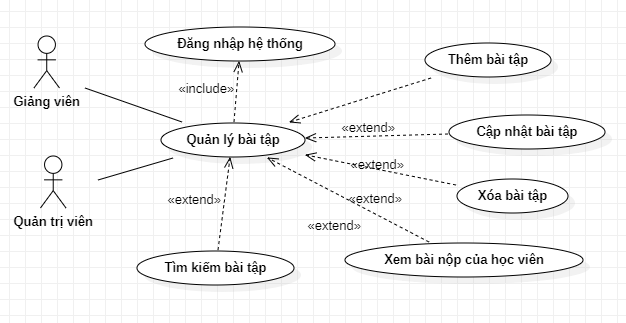 Đăng nhập hệ thống
Thêm bài tập
«include»
Giảng viên
«extend»
Cập nhật bài tập
Quản lý bài tập
«extend»
Xóa bài tập
«extend»
«extend»
Quản trị viên
«extend»
Xem bài nộp của học viên
Tìm kiếm bài tập